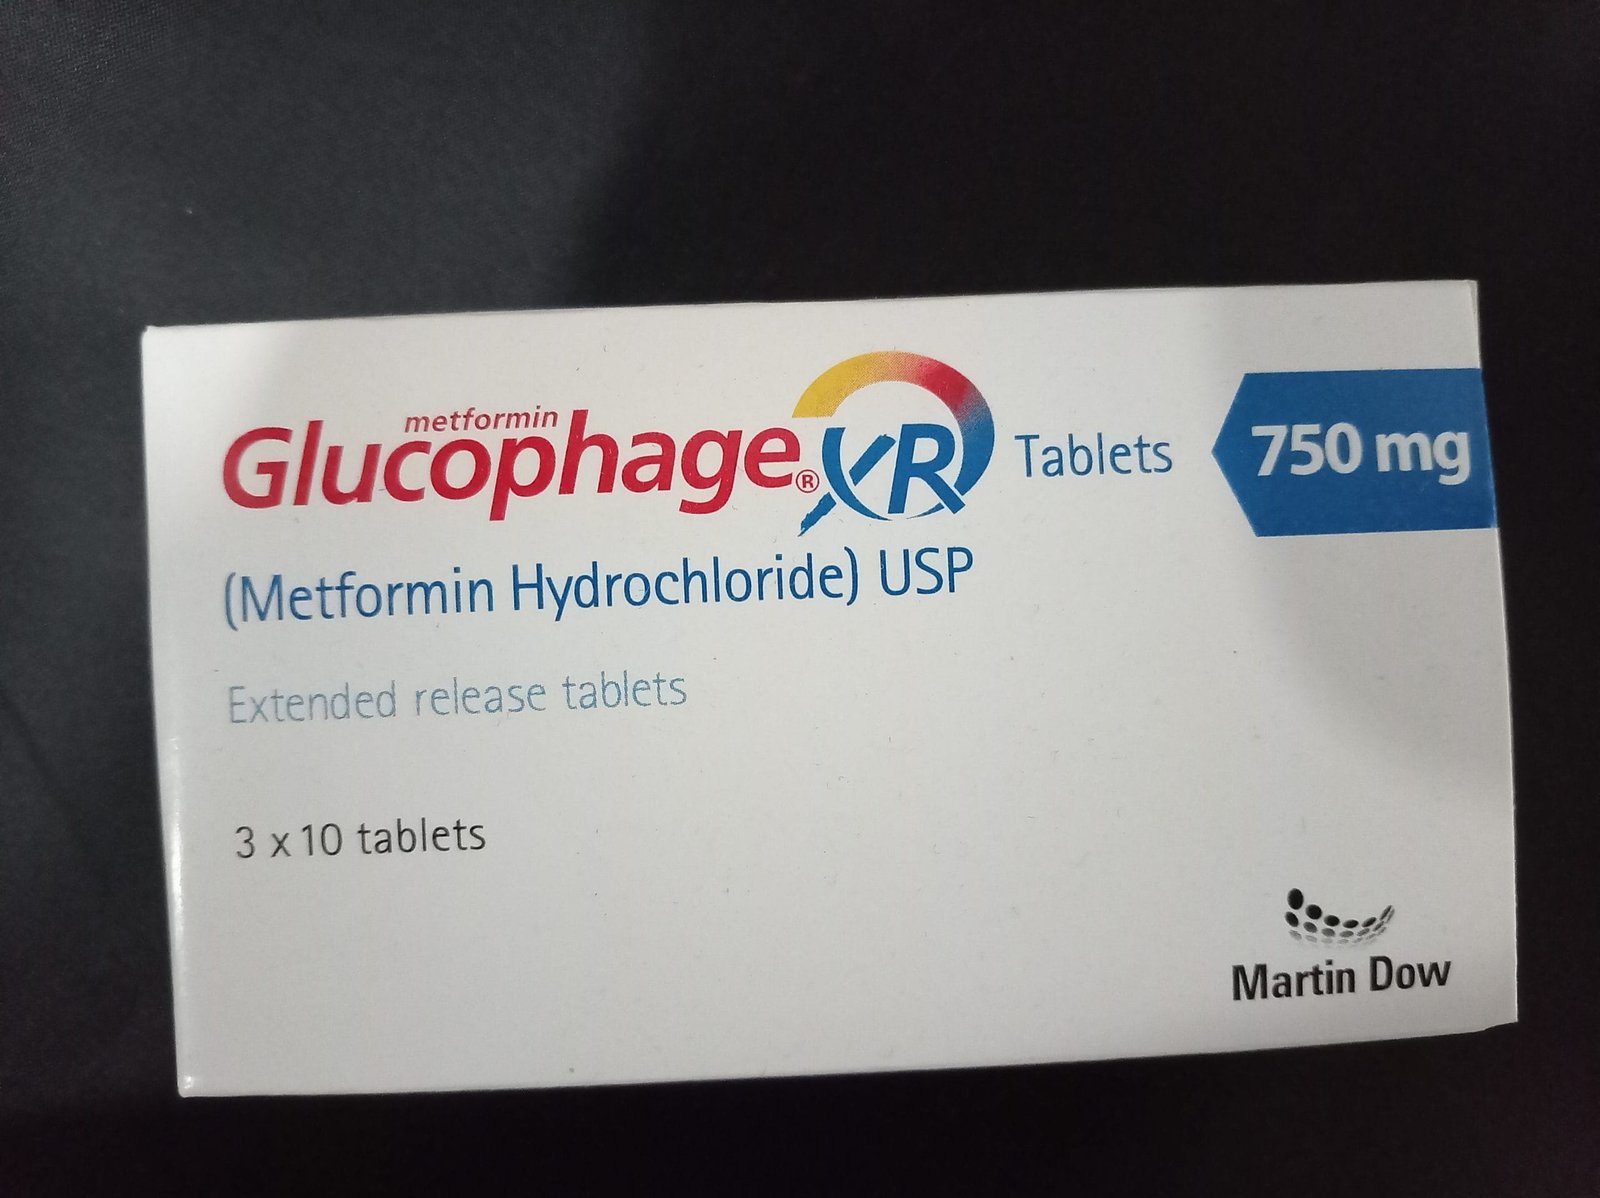 metformin
Glucophage® XR Tablets 750 mg
(Metformin Hydrochloride) USP
Extended release tablets
3 x 10 tablets
Martin Dow